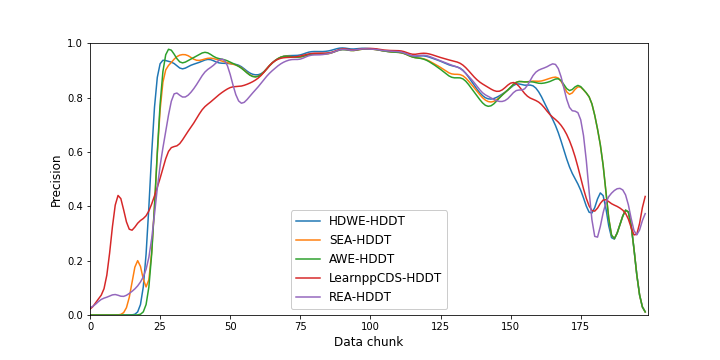 1.0
0.8
0.6
0.4
0.2
0.0
Precision
0
25
50
75
100
125
150
175
Data chunk
HDWE-HDDT
SEA-HDDT
AWE-HDDT
LearnppCDS-HDDT
REA-HDDT